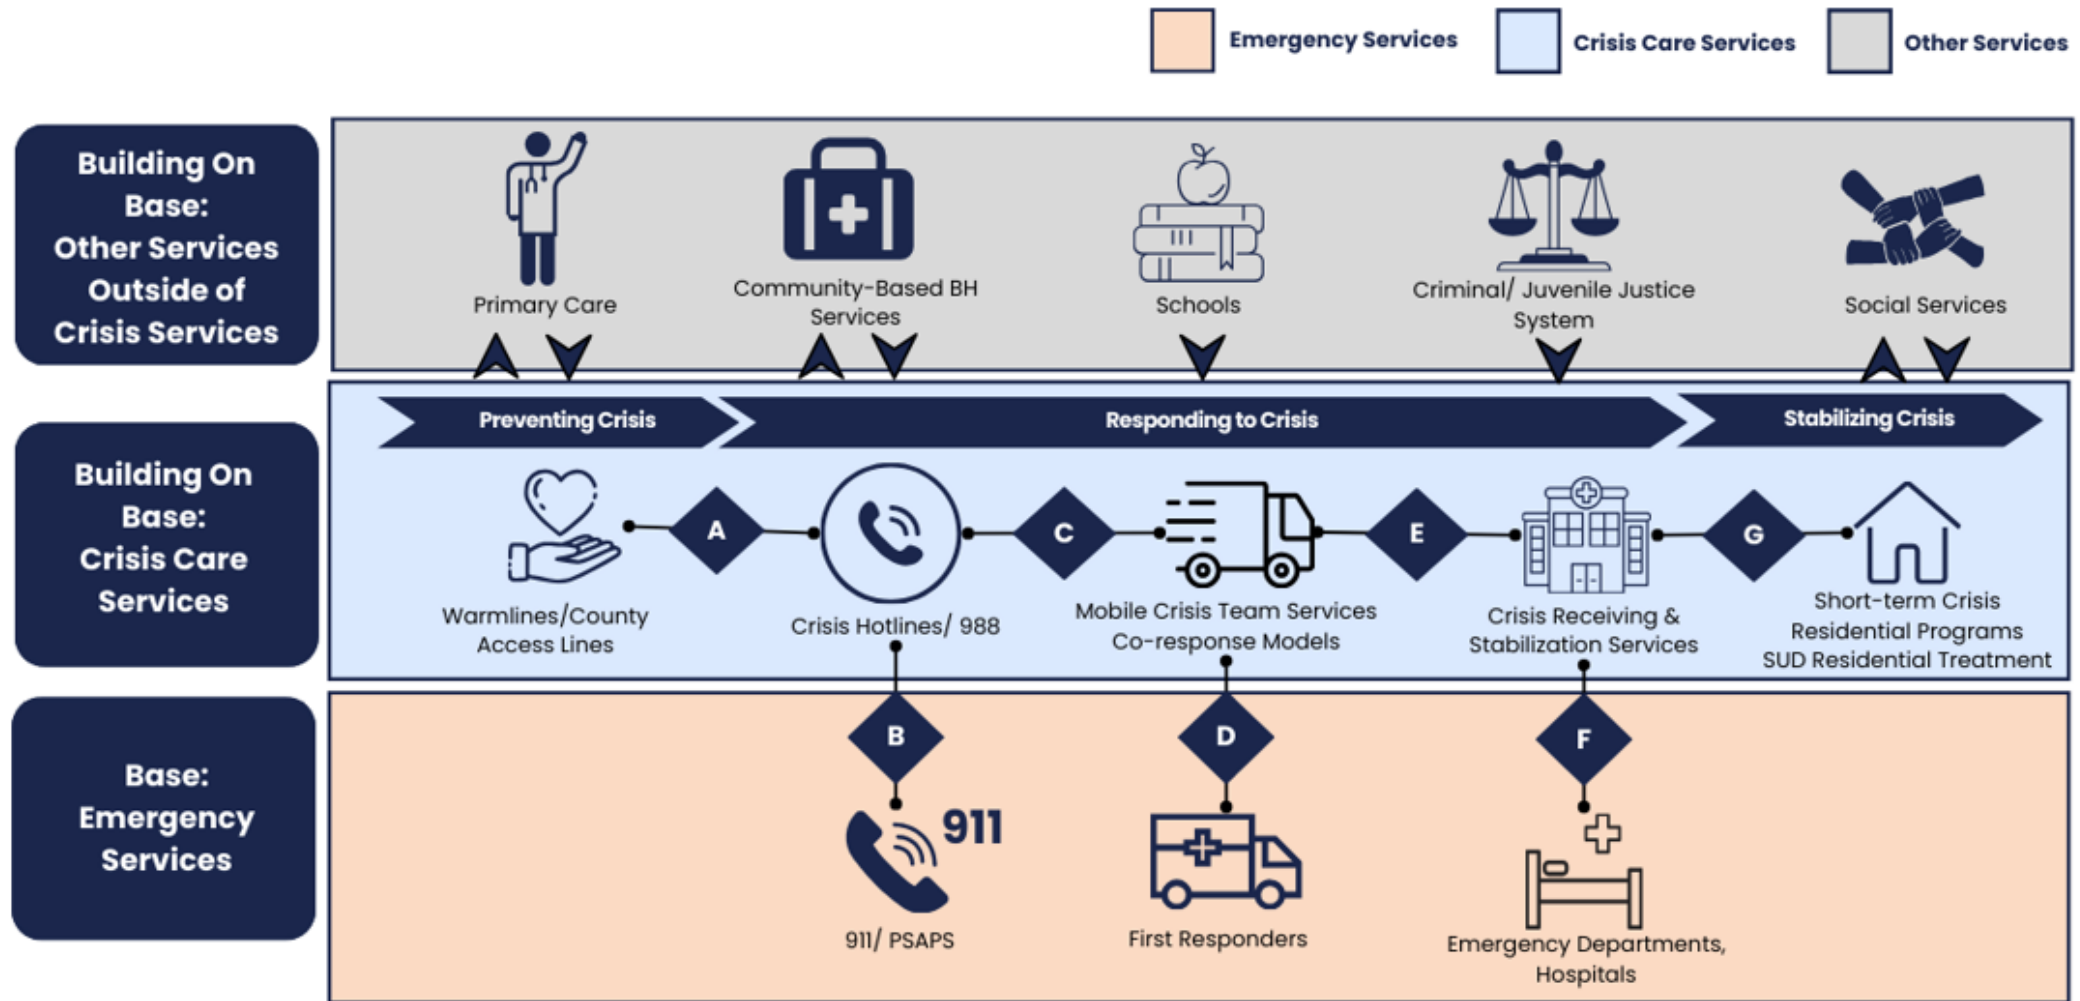 Emergency Services
Crisis Care Services
Other Services
Building On
Base:
Other Services
Outside of
Crisis Services
Primary Care
Community-Based BH
Services
Schools
Criminal/ Juvenile Justice
System
Social Services
Building On
Base:
Crisis Care
Services
Preventing Crisis
Responding to Crisis
Stabilizing Crisis
A
C
E
G
Warmlines/County
Access Lines
Crisis Hotlines/ 988
Mobile Crisis Team Services
Co-response Models
Crisis Receiving &
Stabilization Services
Short-term Crisis
Residential Programs
SUD Residential Treatment
Base:
Emergency
Services
B
D
F
911
911/ PSAPS
First Responders
Emergency Departments,
Hospitals